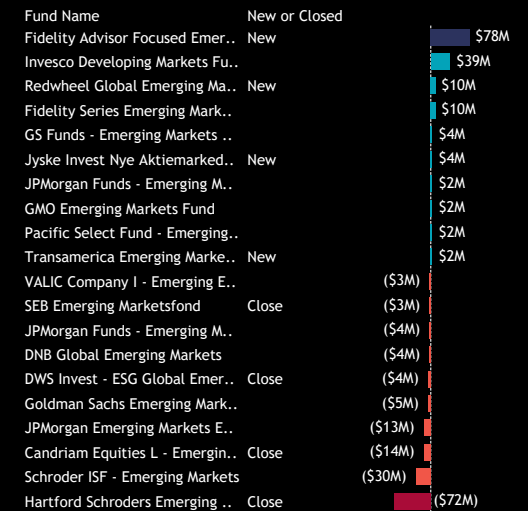 Fund Name New or Closed
Fidelity Advisor Focused Emer.. New $78M
Invesco Developing Markets Fu.. $39M
Redwheel Global Emerging Ma.. New $10M
Fidelity Series Emerging Mark.. $10M
GS Funds - Emerging Markets .. $4M
Jyske Invest Nye Aktiemarked.. New $4M
JPMorgan Funds - Emerging M.. $2M
GMO Emerging Markets Fund $2M
Pacific Select Fund - Emerging.. $2M
Transamerica Emerging Marke.. New $2M
VALIC Company I - Emerging E.. ($3M)
SEB Emerging Marketsfond Close ($3M)
JPMorgan Funds - Emerging M.. ($4M)
DNB Global Emerging Markets ($4M)
DWS Invest - ESG Global Emer.. Close ($4M)
Goldman Sachs Emerging Mark.. ($5M)
JPMorgan Emerging Markets E.. ($13M)
Candriam Equities L - Emergin.. Close ($14M)
Schroder ISF - Emerging Markets ($30M)
Hartford Schroders Emerging .. Close ($72M)